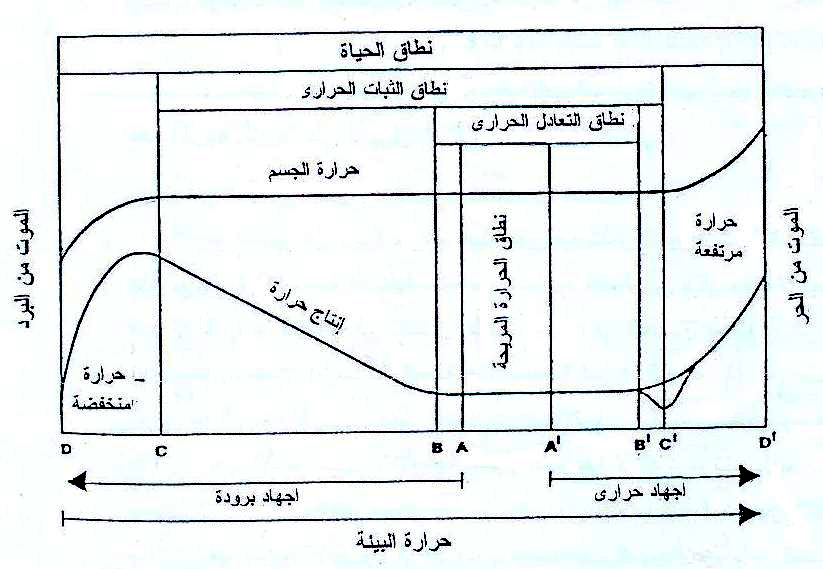 نطاق الحياة
نطاق الثبات الحرارى
نطاق التعادل الحرارى
حرارة الجسم
نطاق الحرارة المريحة
حرارة
مرتفعة
الموت من البرد
الموت من الحر
إنتاج حرارة
حرارة
منخفضة
D C B A A' B' C' D'
اجهاد برودة
اجهاد حرارى
حرارة البيئة